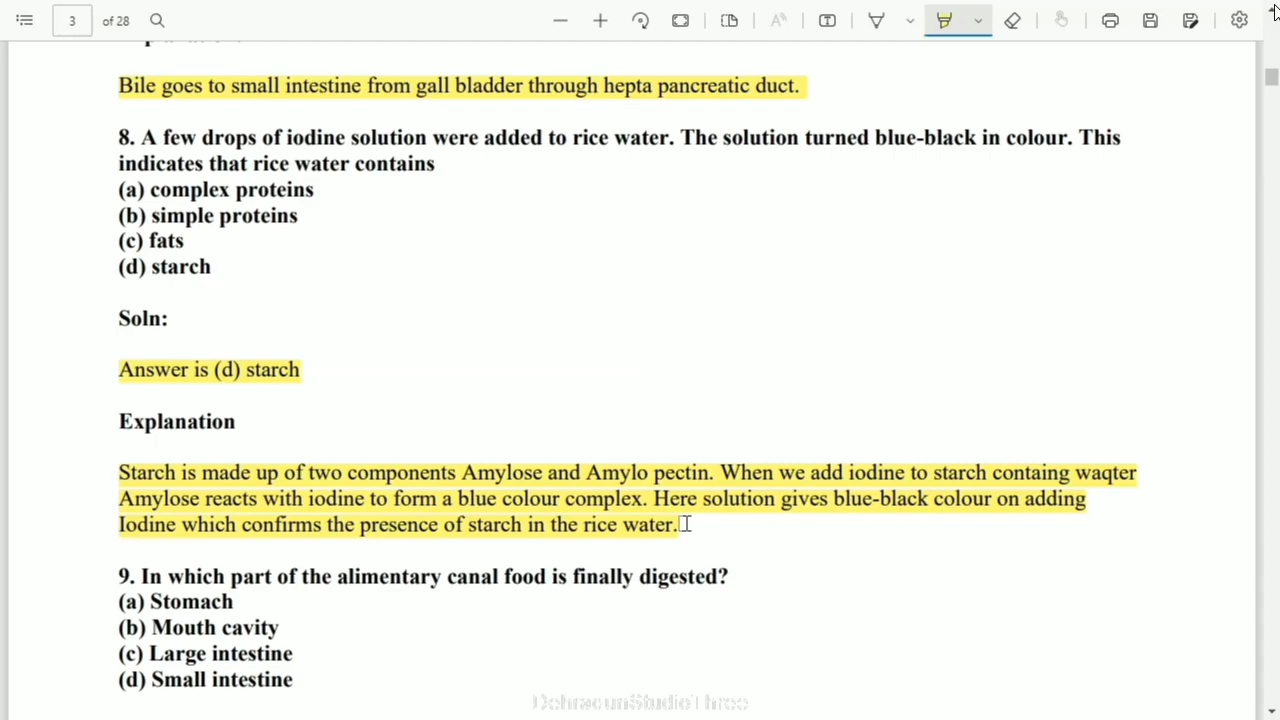 3 of 28
Bile goes to small intestine from gall bladder through hepta pancreatic duct.
8. A few drops of iodine solution were added to rice water. The solution turned blue-black in colour. This
indicates that rice water contains
(a) complex proteins
(b) simple proteins
(c) fats
(d) starch
Soln:
Answer is (d) starch
Explanation
Starch is made up of two components Amylose and Amylo pectin. When we add iodine to starch containg waqter
Amylose reacts with iodine to form a blue colour complex. Here solution gives blue-black colour on adding
Iodine which confirms the presence of starch in the rice water.
9. In which part of the alimentary canal food is finally digested?
(a) Stomach
(b) Mouth cavity
(c) Large intestine
(d) Small intestine
DehradunStudioThree